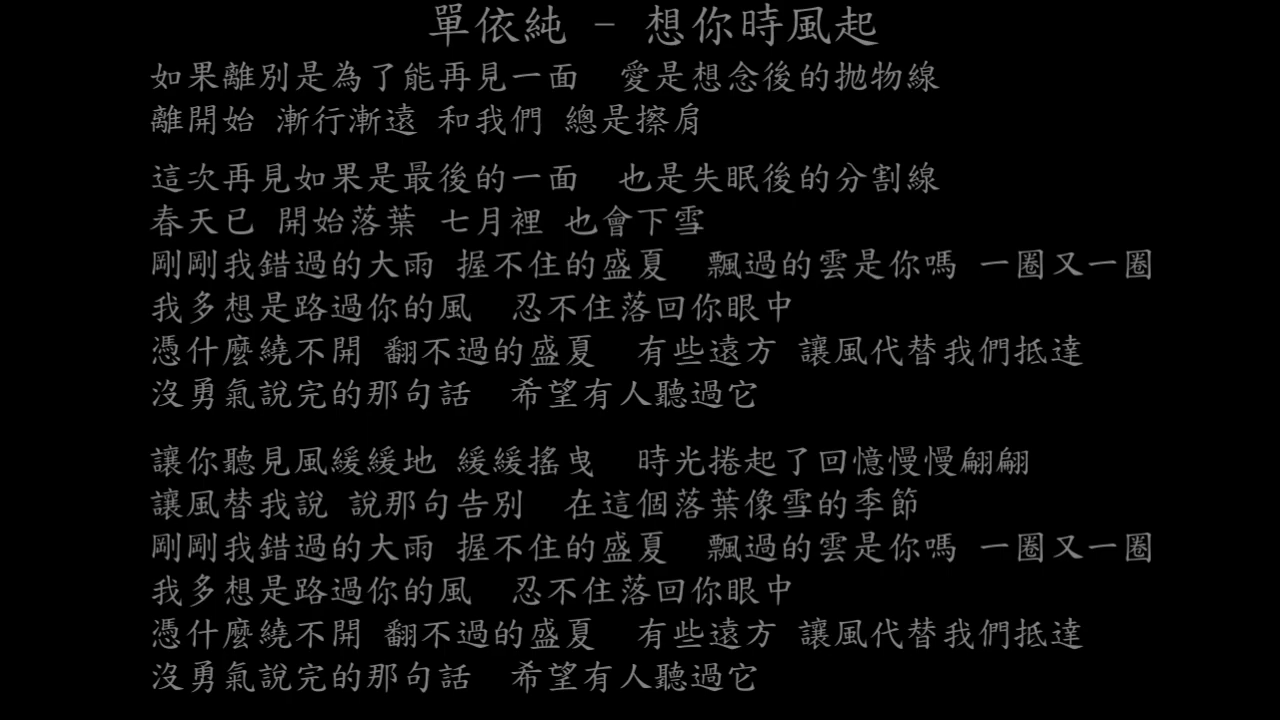 單依純 - 想你時風起
如果離別是為了能再見一面　愛是想念後的拋物線
離開始 漸行漸遠 和我們 總是擦肩
這次再見如果是最後的一面　也是失眠後的分割線
春天已 開始落葉 七月裡 也會下雪
剛剛我錯過的大雨 握不住的盛夏　飄過的雲是你嗎 一圈又一圈
我多想是路過你的風　忍不住落回你眼中
憑什麼繞不開 翻不過的盛夏　有些遠方 讓風代替我們抵達
沒勇氣說完的那句話　希望有人聽過它
讓你聽見風緩緩地 緩緩搖曳　時光捲起了回憶慢慢翩翩
讓風替我說 說那句告別　在這個落葉像雪的季節
剛剛我錯過的大雨 握不住的盛夏　飄過的雲是你嗎 一圈又一圈
我多想是路過你的風　忍不住落回你眼中
憑什麼繞不開 翻不過的盛夏　有些遠方 讓風代替我們抵達
沒勇氣說完的那句話　希望有人聽過它